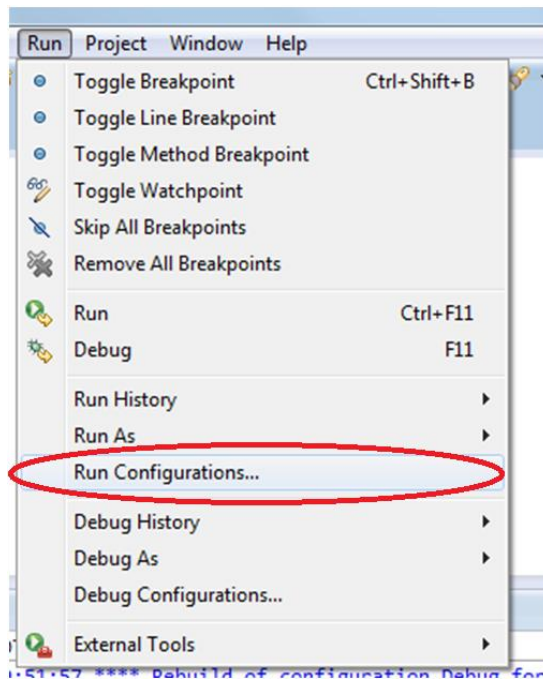 Run Project Window Help
Toggle Breakpoint Ctrl+Shift+B
Toggle Line Breakpoint
Toggle Method Breakpoint
Toggle Watchpoint
Skip All Breakpoints
Remove All Breakpoints
Run Ctrl+F11
Debug F11
Run History
Run As
Run Configurations...
Debug History
Debug As
Debug Configurations...
External Tools
:51:57 **** Rebuild of configuration Debug for